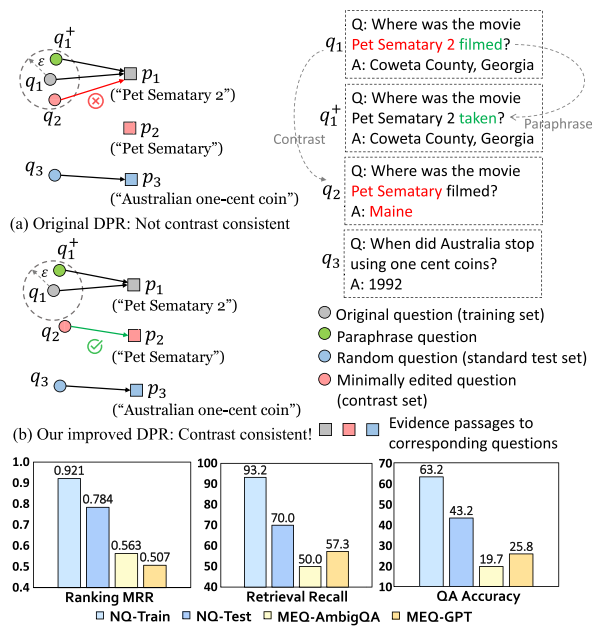 q1+
ε
q1
p1
("Pet Sematary 2")
q2
p2
("Pet Sematary")
q3
p3
("Australian one-cent coin")
(a) Original DPR: Not contrast consistent
q1+
ε
q1
p1
("Pet Sematary 2")
q2
p2
("Pet Sematary")
q3
p3
("Australian one-cent coin")
(b) Our improved DPR: Contrast consistent!
q1
Q: Where was the movie
Pet Sematary 2 filmed?
A: Coweta County, Georgia
q1+
Q: Where was the movie
Pet Sematary 2 taken?
A: Coweta County, Georgia
Contrast
Paraphrase
q2
Q: Where was the movie
Pet Sematary filmed?
A: Maine
q3
Q: When did Australia stop
using one cent coins?
A: 1992
Original question (training set)
Paraphrase question
Random question (standard test set)
Minimally edited question
(contrast set)
Evidence passages to
corresponding questions
1.0
0.9
0.8
0.7
0.6
0.5
0.4
0.921
0.784
0.563
0.507
Ranking MRR
100
90
80
70
60
50
40
93.2
70.0
50.0
57.3
Retrieval Recall
70
60
50
40
30
20
10
63.2
43.2
19.7
25.8
QA Accuracy
NQ-Train NQ-Test MEQ-AmbigQA MEQ-GPT